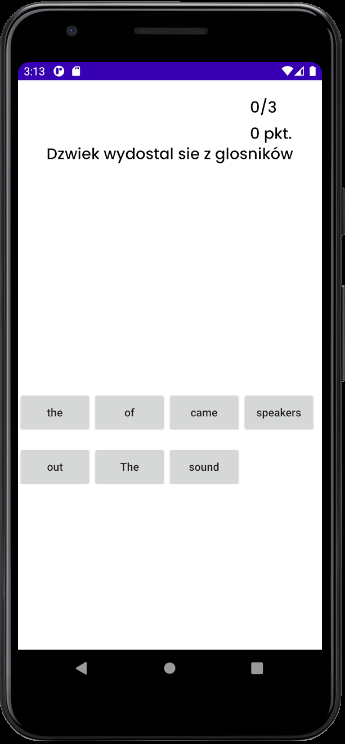 3:13
0/3
0 pkt.
Dzwiek wydostal sie z glosników
the of came speakers
out The sound